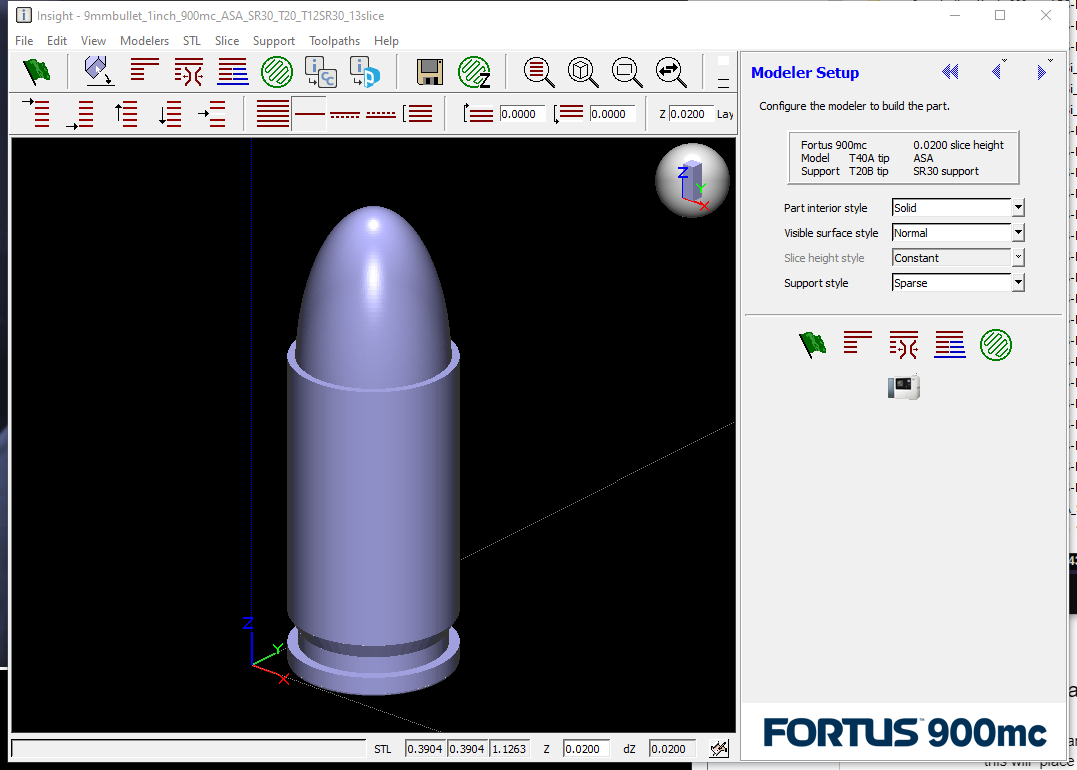 Insight - 9mmbullet_1inch_900mc_ASA_SR30_T20_T12SR30_13slice
File Edit View Modelers STL Slice Support Toolpaths Help
0.0000 0.0000 Z 0.0200 Lay
Modeler Setup
Configure the modeler to build the part.
Fortus 900mc 0.0200 slice height
Model T40A tip ASA
Support T20B tip SR30 support
Part interior style Solid
Visible surface style Normal
Slice height style Constant
Support style Sparse
Z
Y
X
Z
Y
X
FORTUS 900mc
STL 0.3904 0.3904 1.1263 Z 0.0200 dZ 0.0200
this will place